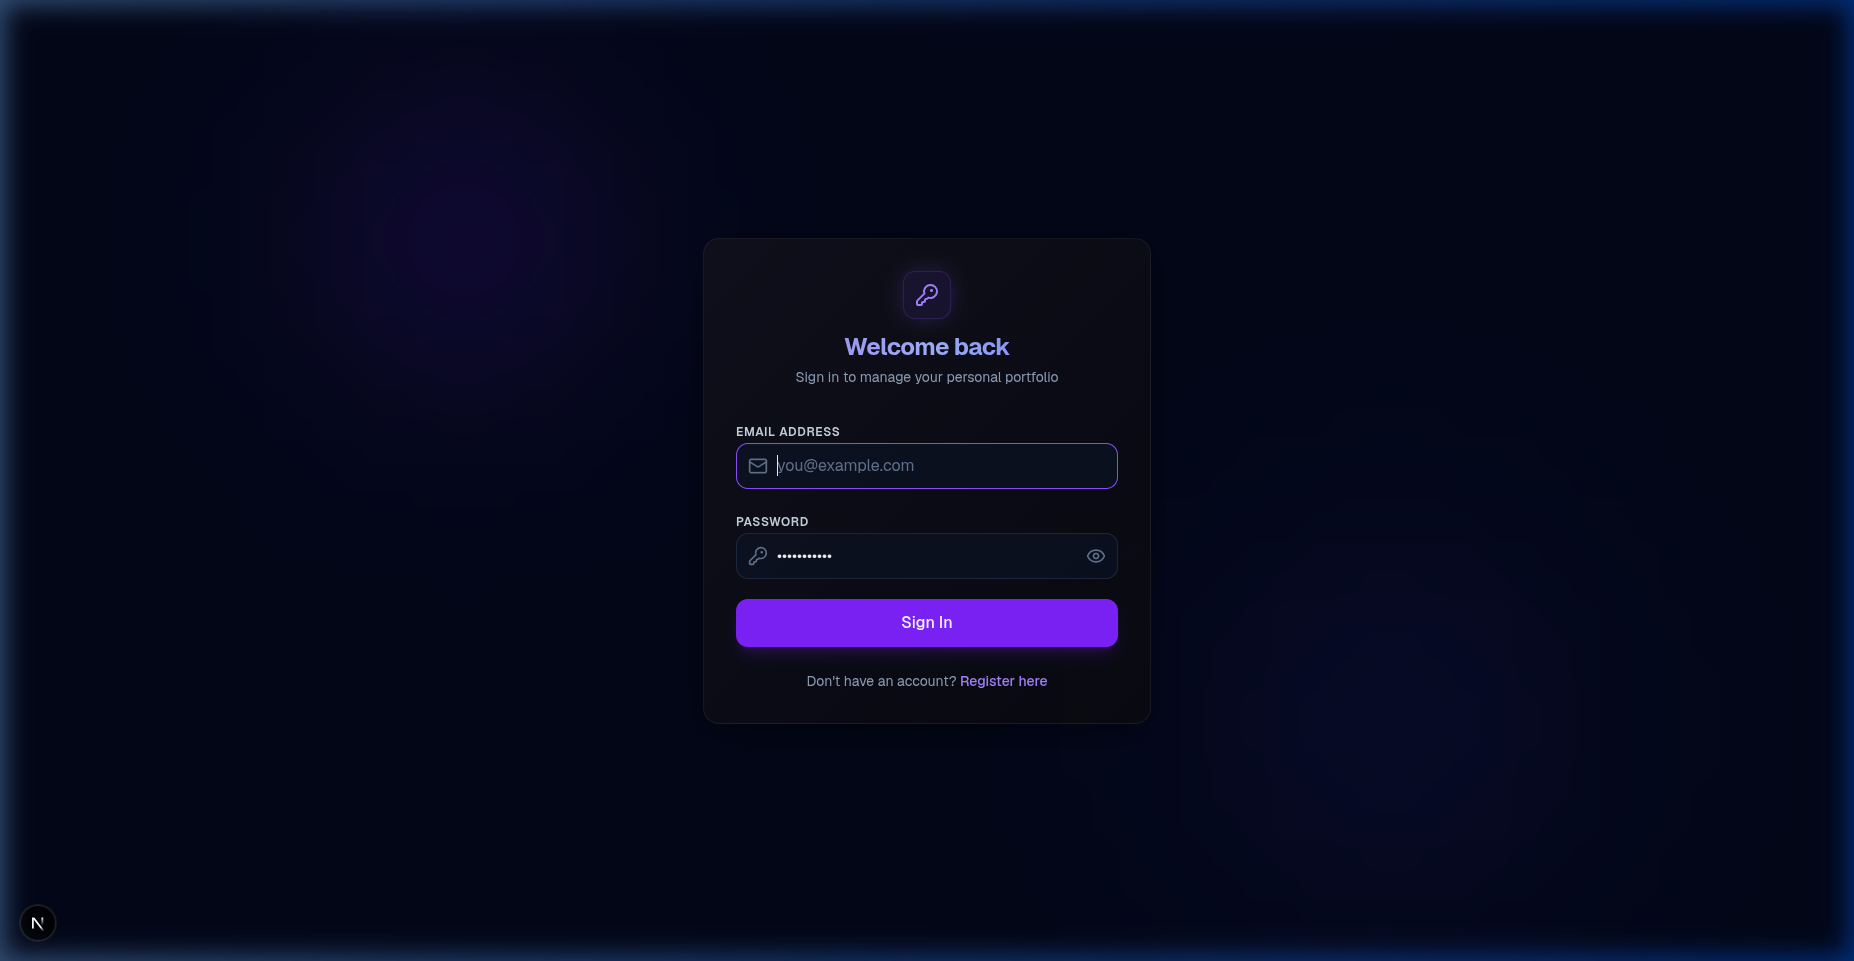 Welcome back
Sign in to manage your personal portfolio
EMAIL ADDRESS
you@example.com
PASSWORD
•••••••••••
Sign In
Don't have an account? Register here
N